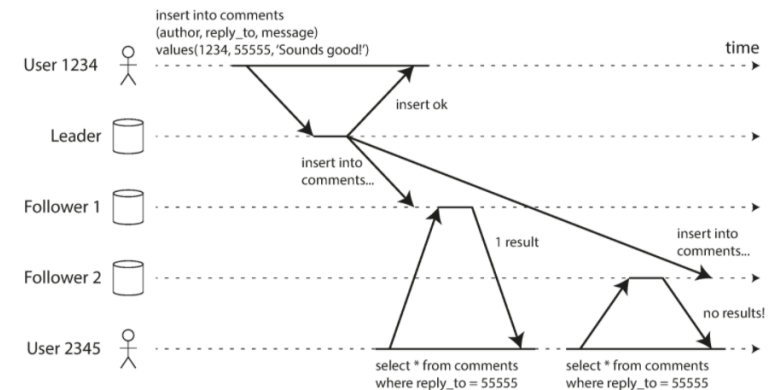 insert into comments
(author, reply_to, message)
values(1234, 55555, 'Sounds good!')
time
User 1234
insert ok
Leader
insert into
comments...
Follower 1
1 result
insert into
comments...
Follower 2
no results!
User 2345
select * from comments
where reply_to = 55555
select * from comments
where reply_to = 55555